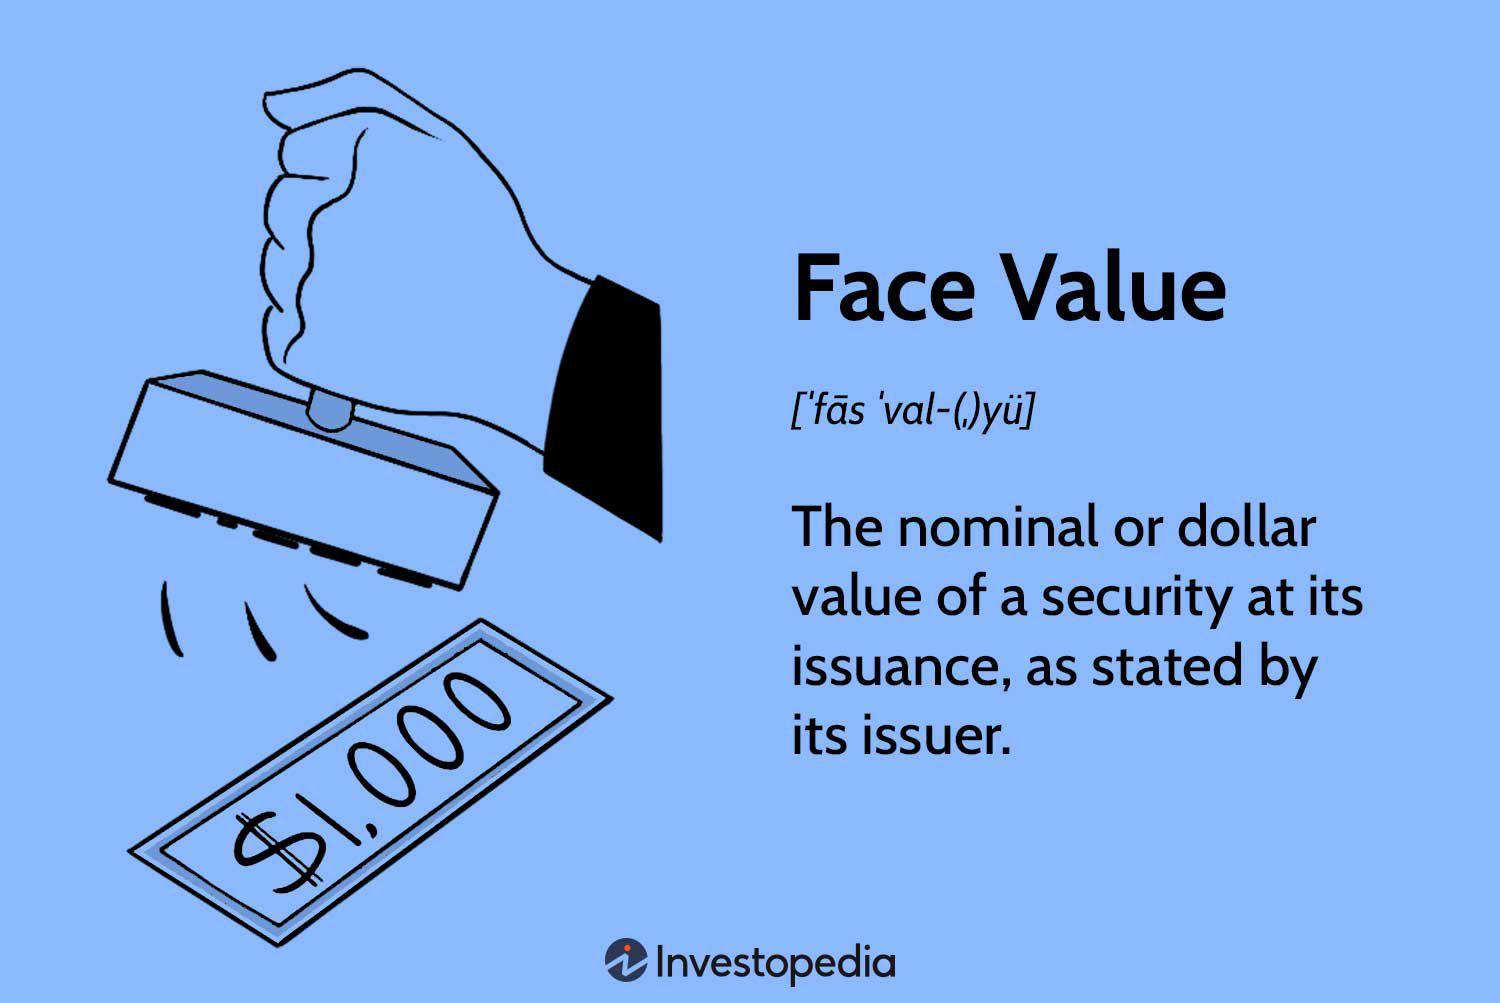 Face Value
[ˈfās ˈval-(ˌ)yü]
The nominal or dollar
value of a security at its
issuance, as stated by
its issuer.
$1,000
Investopedia